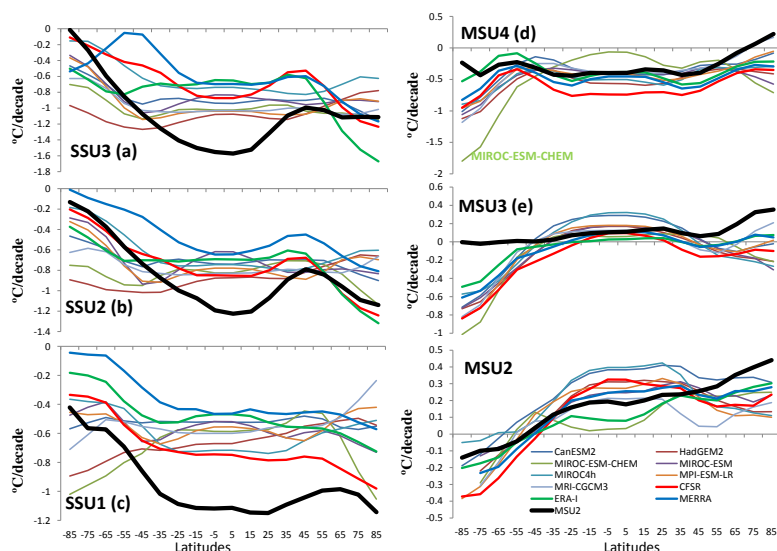 0
-0.2
-0.4
-0.6
-0.8
-1
-1.2
-1.4
-1.6
-1.8
ºC/decade
SSU3 (a)
0
-0.2
-0.4
-0.6
-0.8
-1
-1.2
-1.4
ºC/decade
SSU2 (b)
0
-0.2
-0.4
-0.6
-0.8
-1
-1.2
ºC/decade
SSU1 (c)
-85 -75 -65 -55 -45 -35 -25 -15 -5 5 15 25 35 45 55 65 75 85
Latitudes
0.5
0
-0.5
-1
-1.5
-2
ºC/decade
MSU4 (d)
MIROC-ESM-CHEM
0.6
0.4
0.2
0
-0.2
-0.4
-0.6
-0.8
-1
ºC/decade
MSU3 (e)
0.5
0.4
0.3
0.2
0.1
0
-0.1
-0.2
-0.3
-0.4
-0.5
ºC/decade
MSU2
CanESM2 HadGEM2
MIROC-ESM-CHEM MIROC-ESM
MIROC4h MPI-ESM-LR
MRI-CGCM3 CFSR
ERA-I MERRA
MSU2
-85 -75 -65 -55 -45 -35 -25 -15 -5 5 15 25 35 45 55 65 75 85
Latitudes